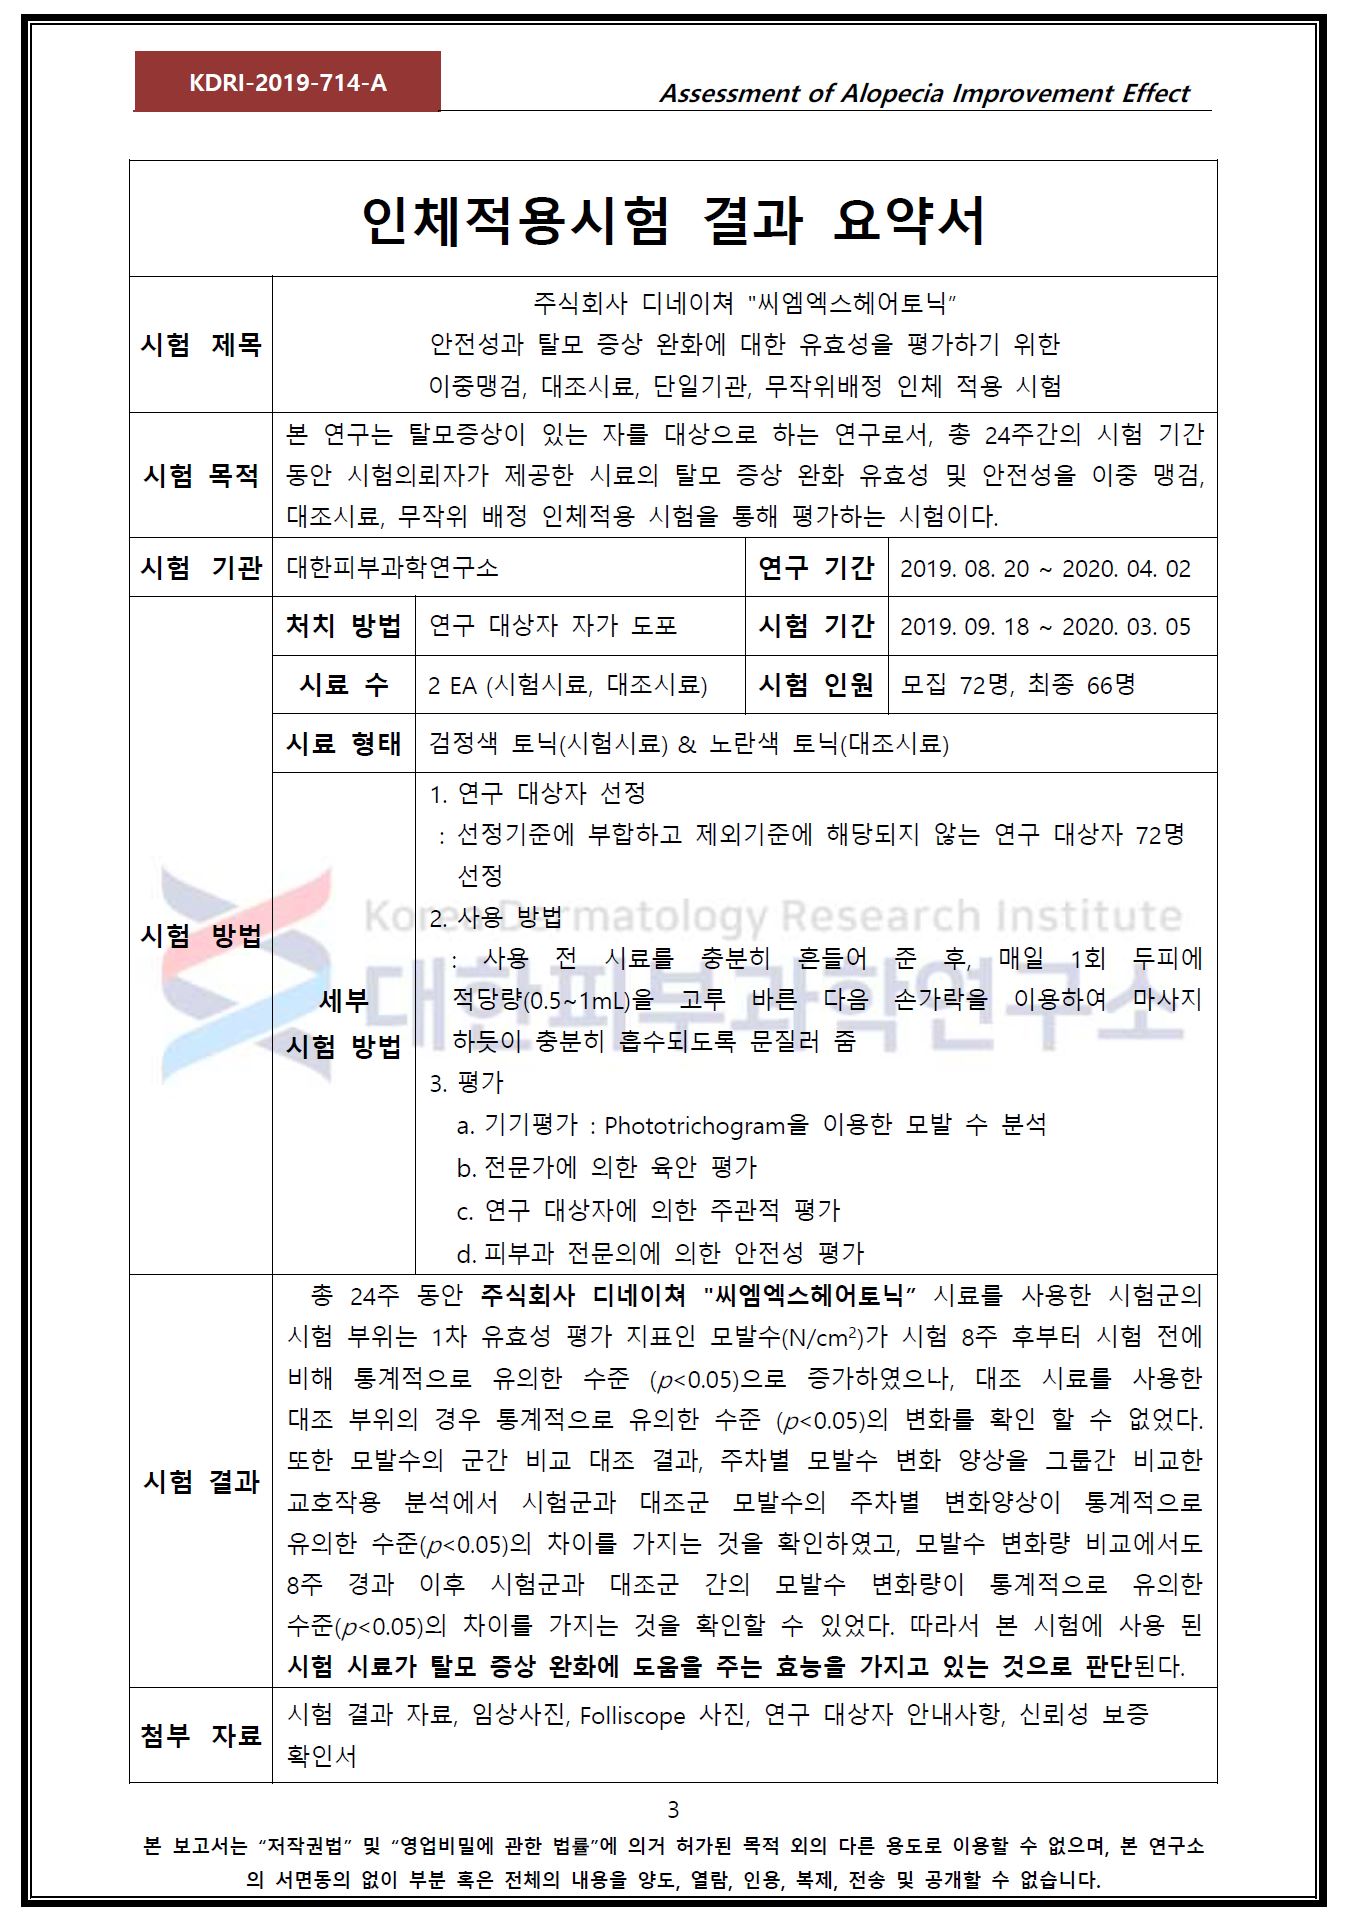 KDRI-2019-714-A
Assessment of Alopecia Improvement Effect
인체적용시험 결과 요약서
시험 제목
주식회사 디네이쳐 "씨엠엑스헤어토닉”
안전성과 탈모 증상 완화에 대한 유효성을 평가하기 위한
이중맹검, 대조시료, 단일기관, 무작위배정 인체 적용 시험
시험 목적
본 연구는 탈모증상이 있는 자를 대상으로 하는 연구로서, 총 24주간의 시험 기간
동안 시험의뢰자가 제공한 시료의 탈모 증상 완화 유효성 및 안전성을 이중 맹검,
대조시료, 무작위 배정 인체적용 시험을 통해 평가하는 시험이다.
시험 기관 대한피부과학연구소 연구 기간 2019. 08. 20 ~ 2020. 04. 02
시험 방법
처치 방법 연구 대상자 자가 도포 시험 기간 2019. 09. 18 ~ 2020. 03. 05
시료 수 2 EA (시험시료, 대조시료) 시험 인원 모집 72명, 최종 66명
시료 형태 검정색 토닉(시험시료) & 노란색 토닉(대조시료)
세부
시험 방법
1. 연구 대상자 선정
: 선정기준에 부합하고 제외기준에 해당되지 않는 연구 대상자 72명
선정
2. 사용 방법
: 사용 전 시료를 충분히 흔들어 준 후, 매일 1회 두피에
적당량(0.5~1mL)을 고루 바른 다음 손가락을 이용하여 마사지
하듯이 충분히 흡수되도록 문질러 줌
3. 평가
a. 기기평가 : Phototrichogram을 이용한 모발 수 분석
b. 전문가에 의한 육안 평가
c. 연구 대상자에 의한 주관적 평가
d. 피부과 전문의에 의한 안전성 평가
Korea Dermatology Research Institute
대한피부과학연구소
시험 결과
총 24주 동안 주식회사 디네이쳐 "씨엠엑스헤어토닉” 시료를 사용한 시험군의
시험 부위는 1차 유효성 평가 지표인 모발수(N/cm²)가 시험 8주 후부터 시험 전에
비해 통계적으로 유의한 수준 (p<0.05)으로 증가하였으나, 대조 시료를 사용한
대조 부위의 경우 통계적으로 유의한 수준 (p<0.05)의 변화를 확인 할 수 없었다.
또한 모발수의 군간 비교 대조 결과, 주차별 모발수 변화 양상을 그룹간 비교한
교호작용 분석에서 시험군과 대조군 모발수의 주차별 변화양상이 통계적으로
유의한 수준(p<0.05)의 차이를 가지는 것을 확인하였고, 모발수 변화량 비교에서도
8주 경과 이후 시험군과 대조군 간의 모발수 변화량이 통계적으로 유의한
수준(p<0.05)의 차이를 가지는 것을 확인할 수 있었다. 따라서 본 시험에 사용 된
시험 시료가 탈모 증상 완화에 도움을 주는 효능을 가지고 있는 것으로 판단된다.
첨부 자료
시험 결과 자료, 임상사진, Folliscope 사진, 연구 대상자 안내사항, 신뢰성 보증
확인서
3
본 보고서는 “저작권법” 및 “영업비밀에 관한 법률”에 의거 허가된 목적 외의 다른 용도로 이용할 수 없으며, 본 연구소
의 서면동의 없이 부분 혹은 전체의 내용을 양도, 열람, 인용, 복제, 전송 및 공개할 수 없습니다.